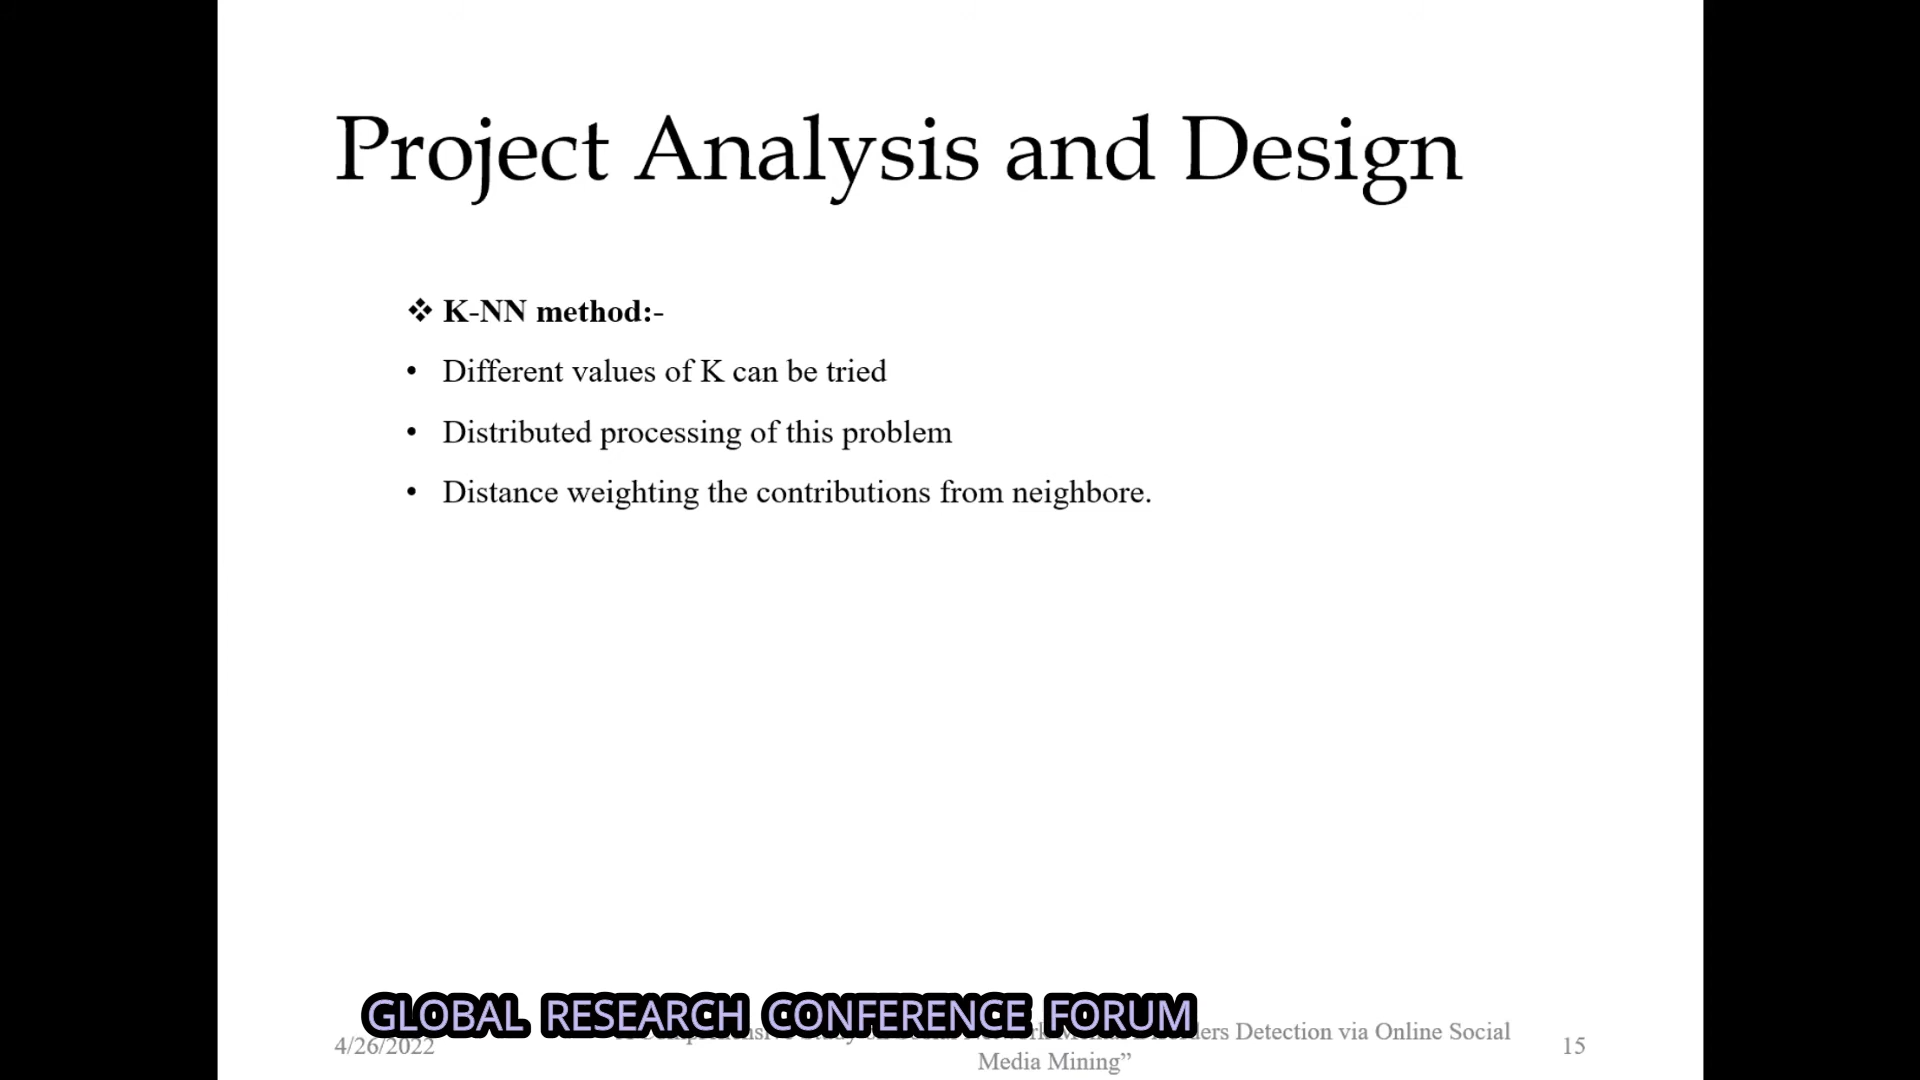 Project Analysis and Design
❖ K-NN method:-
• Different values of K can be tried
• Distributed processing of this problem
• Distance weighting the contributions from neighbore.
GLOBAL RESEARCH CONFERENCE FORUM
4/26/2022
Detection via Online Social
Media Mining”
15